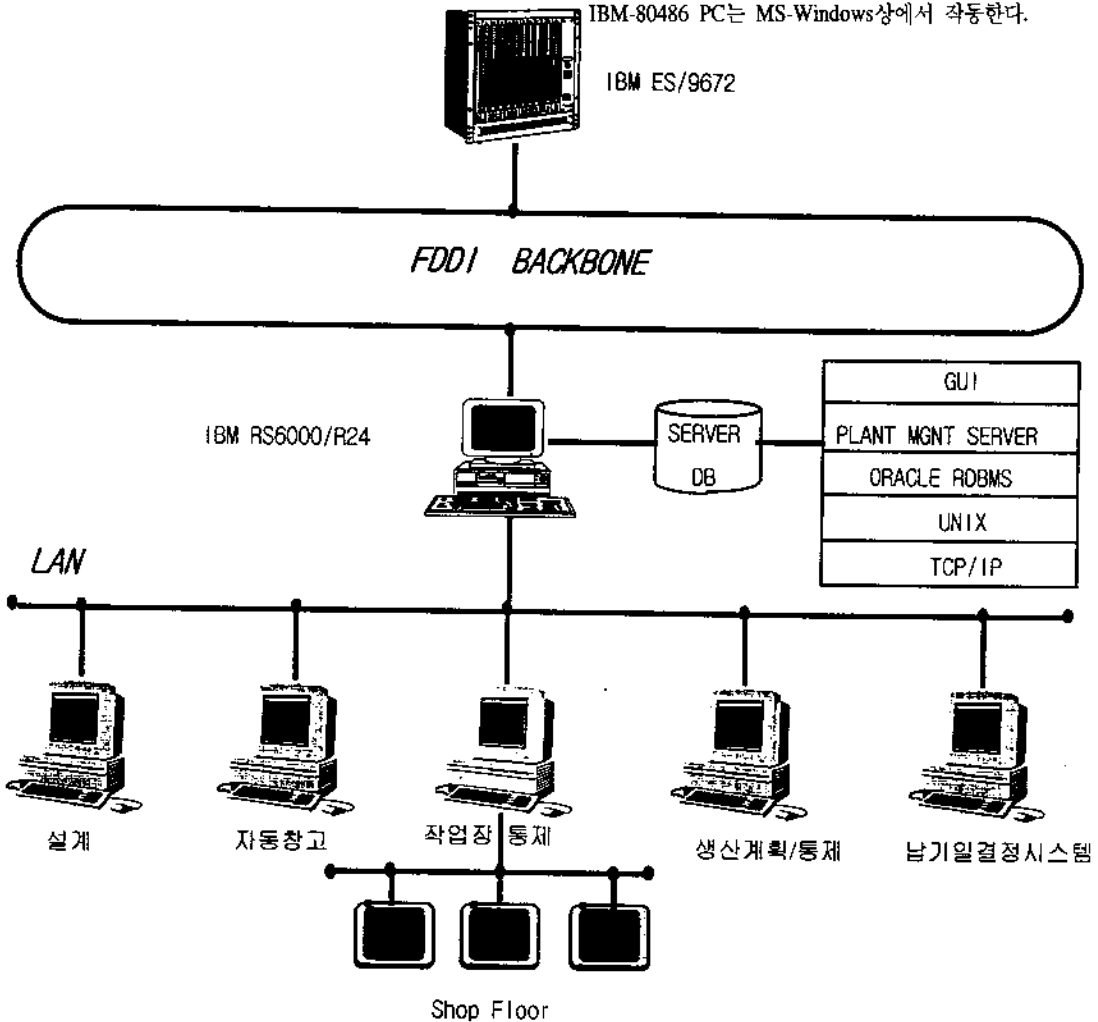 IBM-80486 PC는 MS-Windows상에서 작동한다.
IBM ES/9672
FDDI BACKBONE
IBM RS6000/R24
SERVER
DB
GUI
PLANT MGNT SERVER
ORACLE RDBMS
UNIX
TCP/IP
LAN
설계
자동창고
작업장 통제
생산계획/통제
납기일결정시스템
Shop Floor